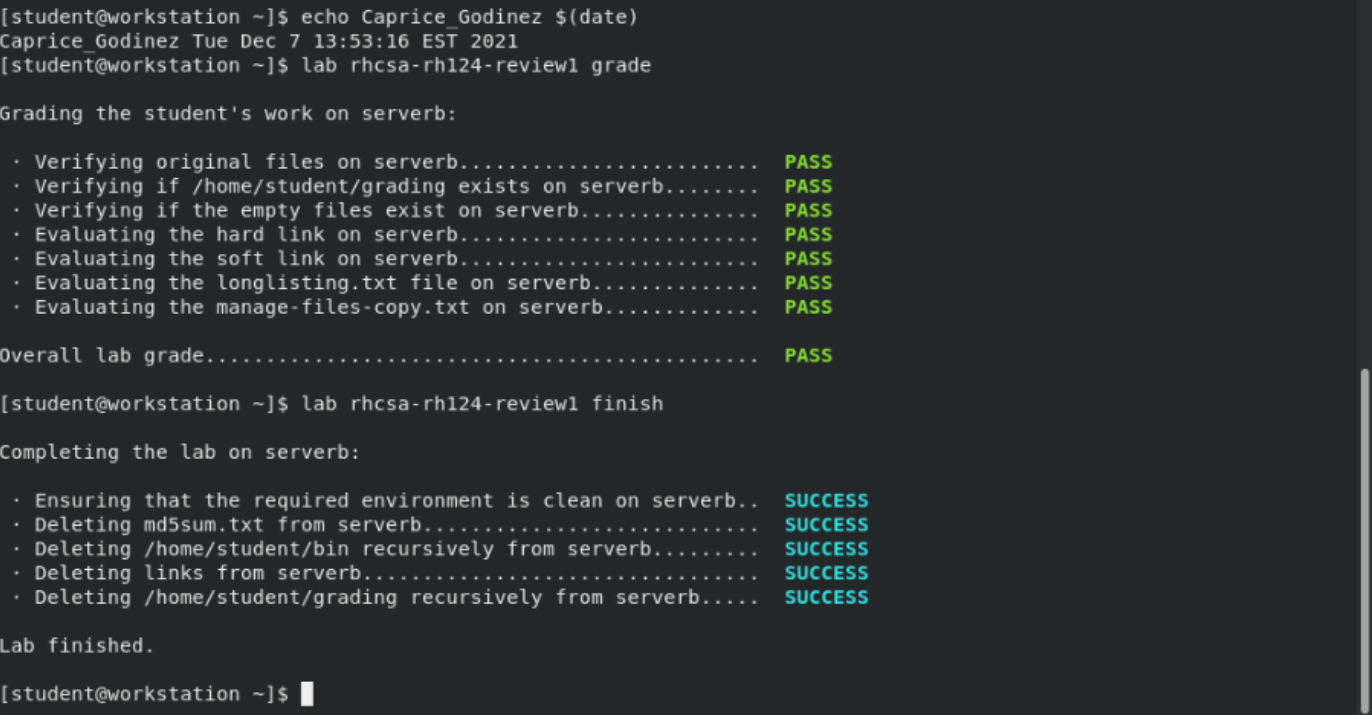 [student@workstation ~]$ echo Caprice_Godinez $(date)
Caprice_Godinez Tue Dec 7 13:53:16 EST 2021
[student@workstation ~]$ lab rhcsa-rh124-review1 grade
Grading the student's work on serverb:
· Verifying original files on serverb......................... PASS
· Verifying if /home/student/grading exists on serverb........ PASS
· Verifying if the empty files exist on serverb............... PASS
· Evaluating the hard link on serverb......................... PASS
· Evaluating the soft link on serverb......................... PASS
· Evaluating the longlisting.txt file on serverb.............. PASS
· Evaluating the manage-files-copy.txt on serverb............. PASS
Overall lab grade.............................................. PASS
[student@workstation ~]$ lab rhcsa-rh124-review1 finish
Completing the lab on serverb:
· Ensuring that the required environment is clean on serverb.. SUCCESS
· Deleting md5sum.txt from serverb............................ SUCCESS
· Deleting /home/student/bin recursively from serverb......... SUCCESS
· Deleting links from serverb................................. SUCCESS
· Deleting /home/student/grading recursively from serverb..... SUCCESS
Lab finished.
[student@workstation ~]$